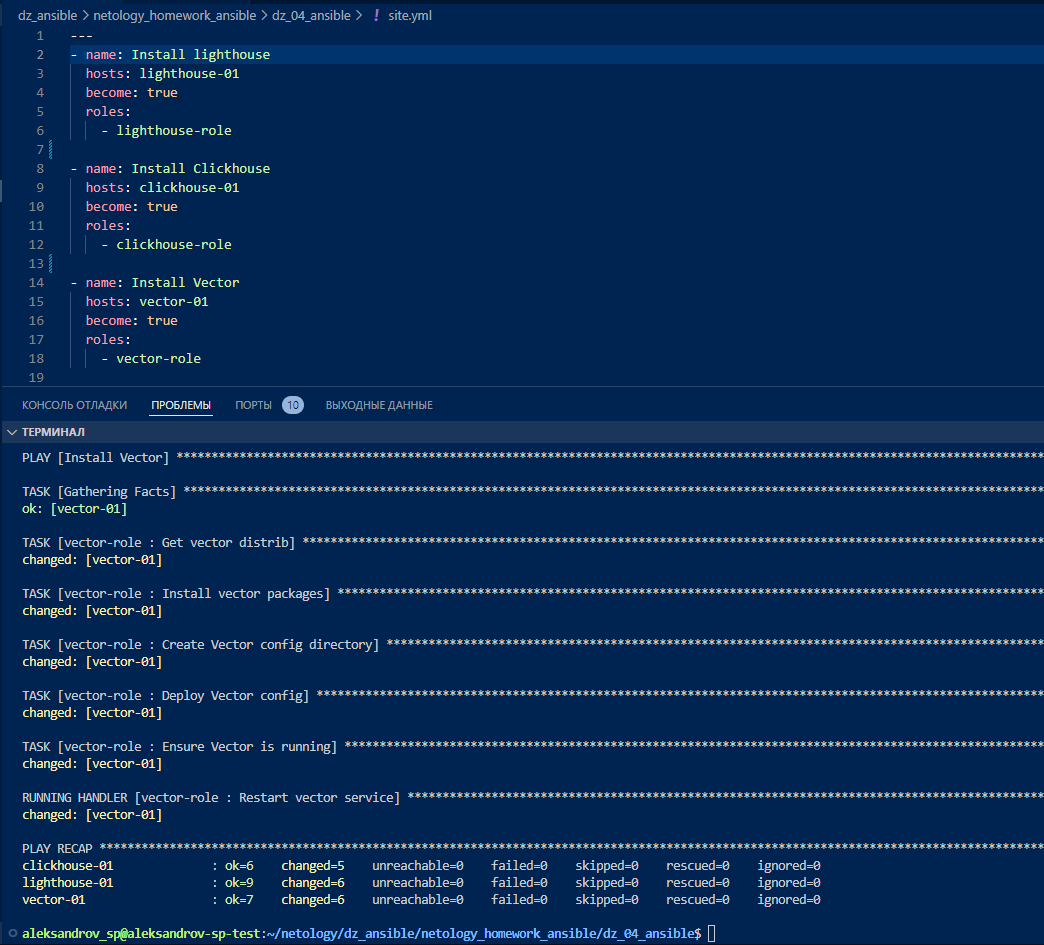 dz_ansible > netology_homework_ansible > dz_04_ansible > ! site.yml
1 ---
2 - name: Install lighthouse
3 hosts: lighthouse-01
4 become: true
5 roles:
6 - lighthouse-role
7
8 - name: Install Clickhouse
9 hosts: clickhouse-01
10 become: true
11 roles:
12 - clickhouse-role
13
14 - name: Install Vector
15 hosts: vector-01
16 become: true
17 roles:
18 - vector-role
19
КОНСОЛЬ ОТЛАДКИ ПРОБЛЕМЫ ПОРТЫ 10 ВЫХОДНЫЕ ДАННЫЕ
ТЕРМИНАЛ
PLAY [Install Vector] ****************************************************************************************************************************
TASK [Gathering Facts] ***************************************************************************************************************************
ok: [vector-01]
TASK [vector-role : Get vector distrib] **********************************************************************************************************
changed: [vector-01]
TASK [vector-role : Install vector packages] *****************************************************************************************************
changed: [vector-01]
TASK [vector-role : Create Vector config directory] **********************************************************************************************
changed: [vector-01]
TASK [vector-role : Deploy Vector config] ********************************************************************************************************
changed: [vector-01]
TASK [vector-role : Ensure Vector is running] ****************************************************************************************************
changed: [vector-01]
RUNNING HANDLER [vector-role : Restart vector service] *******************************************************************************************
changed: [vector-01]
PLAY RECAP ***************************************************************************************************************************************
clickhouse-01 : ok=6 changed=5 unreachable=0 failed=0 skipped=0 rescued=0 ignored=0
lighthouse-01 : ok=9 changed=6 unreachable=0 failed=0 skipped=0 rescued=0 ignored=0
vector-01 : ok=7 changed=6 unreachable=0 failed=0 skipped=0 rescued=0 ignored=0
aleksandrov_sp@aleksandrov-sp-test:~/netology/dz_ansible/netology_homework_ansible/dz_04_ansible$